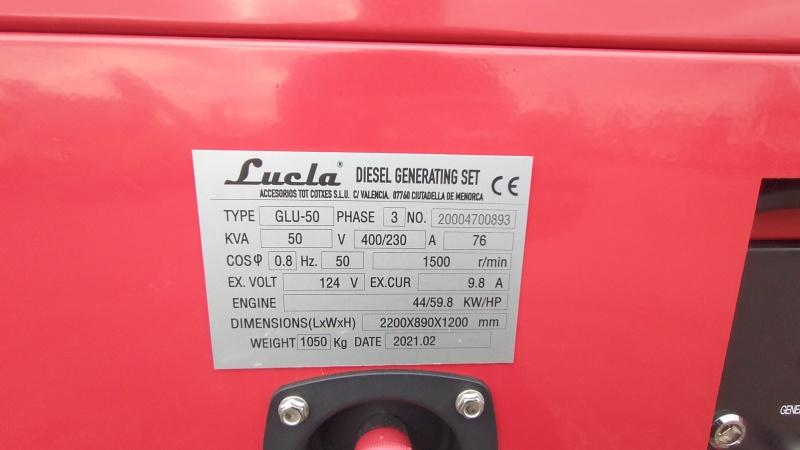 Lucla® DIESEL GENERATING SET CE
ACCESORIOS TOT COTXES S.L.U. C/ VALENCIA. 07760 CIUTADELLA DE MENORCA
TYPE GLU-50 PHASE 3 NO. 20004700893
KVA 50 V 400/230 A 76
COSφ 0.8 Hz. 50 1500 r/min
EX. VOLT 124 V EX.CUR 9.8 A
ENGINE 44/59.8 KW/HP
DIMENSIONS(LxWxH) 2200X890X1200 mm
WEIGHT 1050 Kg DATE 2021.02